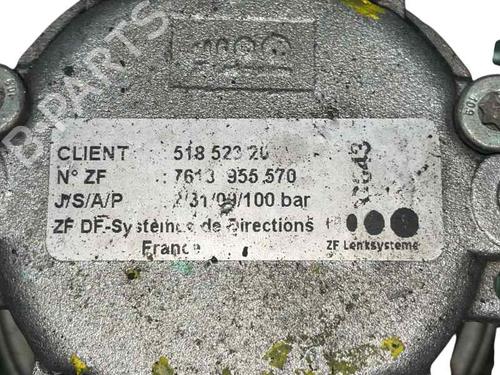 CLIENT : 518 523 20
N° ZF : 7613 955 570
J/S/A/P : /31/09/100 bar
ZF DF-Systèmes de Directions
France
ZF Lenksysteme
B-PARTS